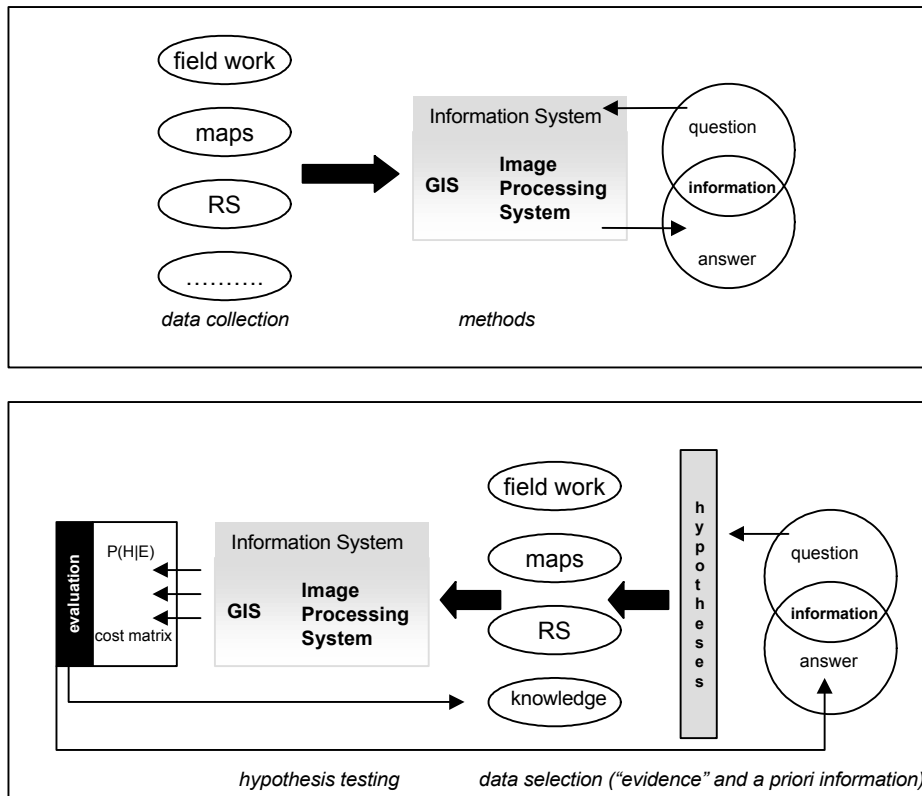 field work
maps
RS
..........
data collection
Information System
GIS
Image
Processing
System
methods
question
information
answer
evaluation
P(H|E)
cost matrix
Information System
GIS
Image
Processing
System
hypothesis testing
field work
maps
RS
knowledge
hypotheses
question
information
answer
data selection (“evidence” and a priori information)